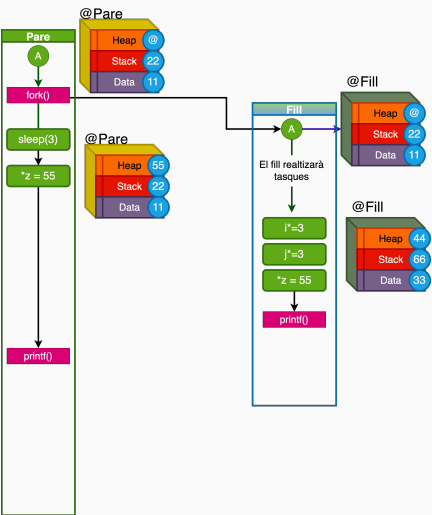 @Pare
Pare
A
Heap @
Stack 22
Data 11
fork()
sleep(3)
*z = 55
@Pare
Heap 55
Stack 22
Data 11
printf()
Fill
A
El fill realtizarà
tasques
i*=3
j*=3
*z = 55
printf()
@Fill
Heap @
Stack 22
Data 11
@Fill
Heap 44
Stack 66
Data 33